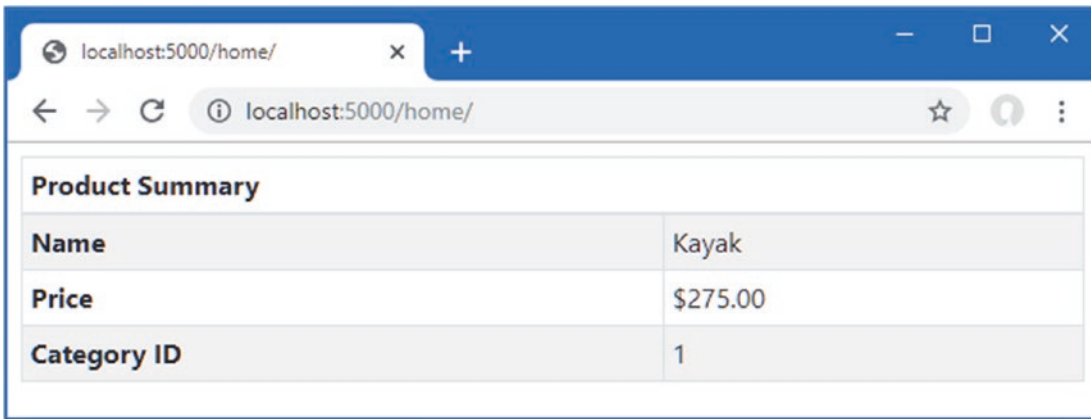 localhost:5000/home/
localhost:5000/home/
Product Summary
Name Kayak
Price $275.00
Category ID 1